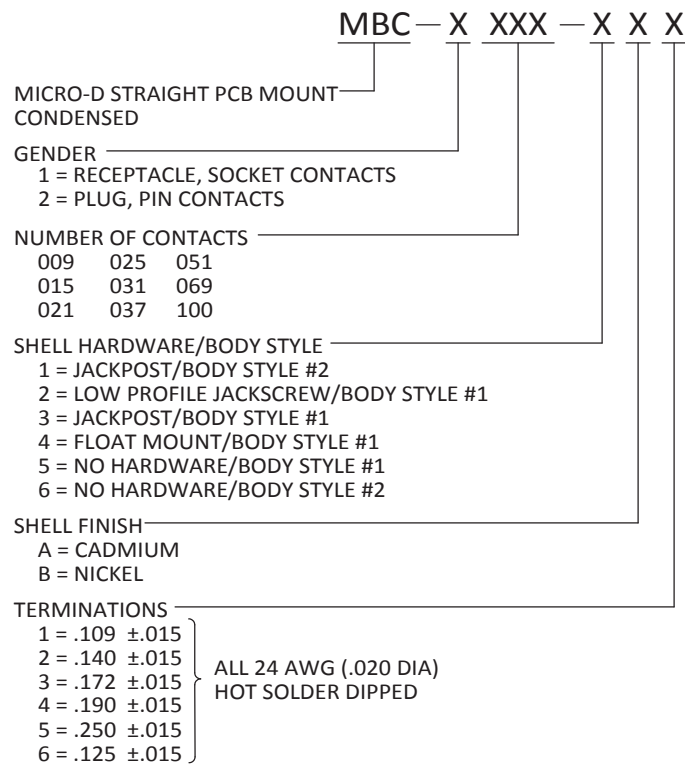 MBC — X XXX — X X X
MICRO-D STRAIGHT PCB MOUNT
CONDENSED
GENDER
1 = RECEPTACLE, SOCKET CONTACTS
2 = PLUG, PIN CONTACTS
NUMBER OF CONTACTS
009 025 051
015 031 069
021 037 100
SHELL HARDWARE/BODY STYLE
1 = JACKPOST/BODY STYLE #2
2 = LOW PROFILE JACKSCREW/BODY STYLE #1
3 = JACKPOST/BODY STYLE #1
4 = FLOAT MOUNT/BODY STYLE #1
5 = NO HARDWARE/BODY STYLE #1
6 = NO HARDWARE/BODY STYLE #2
SHELL FINISH
A = CADMIUM
B = NICKEL
TERMINATIONS
1 = .109 ±.015
2 = .140 ±.015
3 = .172 ±.015
4 = .190 ±.015
5 = .250 ±.015
6 = .125 ±.015
ALL 24 AWG (.020 DIA)
HOT SOLDER DIPPED